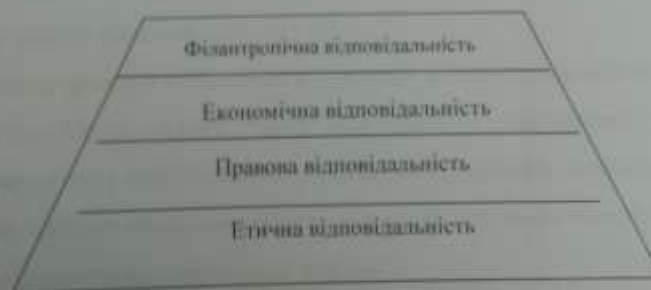 Філантропічна відповідальність
Економічна відповідальність
Правова відповідальність
Етична відповідальність